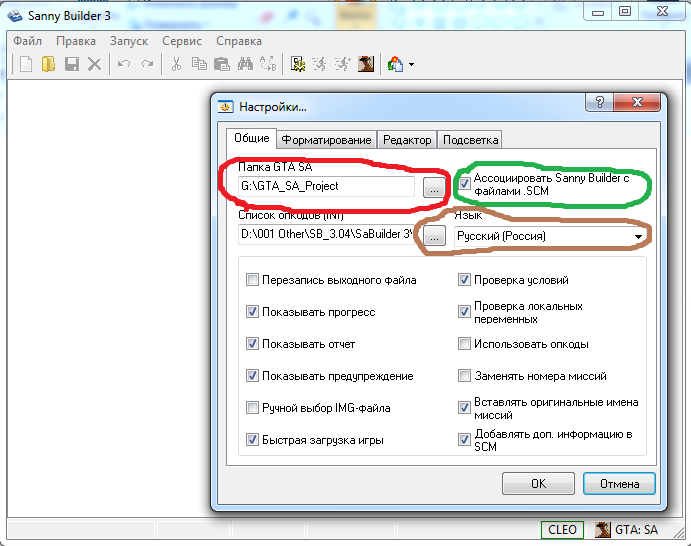 Sanny Builder 3
Файл Правка Запуск Сервис Справка
Настройки...
Общие Форматирование Редактор Подсветка
Папка GTA SA
G:\GTA_SA_Project
...
Ассоциировать Sanny Builder с
файлами .SCM
Список опкодов (INI)
Язык
D:\001 Other\SB_3.04\SaBuilder 3\
...
Русский (Россия)
Перезапись выходного файла
Проверка условий
Показывать прогресс
Проверка локальных
переменных
Показывать отчет
Использовать опкоды
Показывать предупреждение
Заменять номера миссий
Ручной выбор IMG-файла
Вставлять оригинальные имена
миссий
Быстрая загрузка игры
Добавлять доп. информацию в
SCM
OK Отмена
CLEO GTA: SA